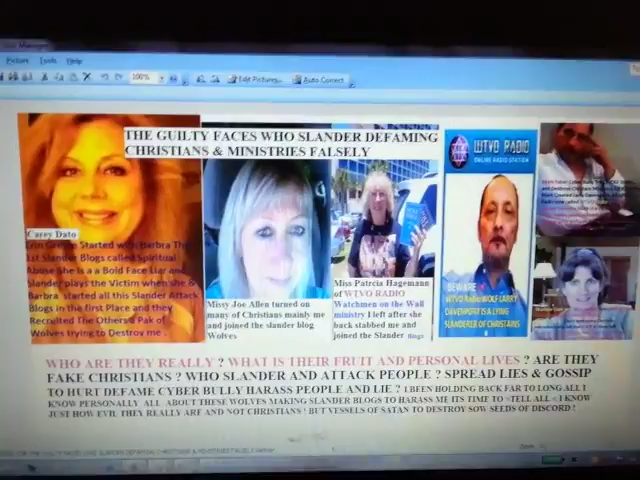 Picture Tools Help
100%
Edit Pictures...
Auto Correct
THE GUILTY FACES WHO SLANDER DEFAMING
CHRISTIANS & MINISTRIES FALSELY
Carey Dato
Started with Barbra The
1st Slander Blogs called Spiritual
Abuse She is a a Bold Face Liar and
Slander plays the Victim when she &
Barbra started all this Slander Attack
Blogs in the first Place and They
Recruited The Others a Pak of
Wolves trying to Destroy me .
Missy Joe Allen turned on
many of Christians mainly me
and joined the slander blog
Wolves
Miss Patrcia Hagemann
of WTVO RADIO
Watchmen on the Wall
ministry I left after she
back stabbed me and
joined the Slander Blogs
WTVO RADIO
ONLINE RADIO STATION
BEWARE
WTVO Radio WOLF LARRY
DAVENPORT IS A LYING
SLANDERER OF CHRISTAINS
WHO ARE THEY REALLY ? WHAT IS THEIR FRUIT AND PERSONAL LIVES ? ARE THEY
FAKE CHRISTIANS ? WHO SLANDER AND ATTACK PEOPLE ? SPREAD LIES & GOSSIP
TO HURT DEFAME CYBER BULLY HARASS PEOPLE AND LIE ? I BEEN HOLDING BACK FAR TO LONG ALL I
KNOW PERSONALLY ALL ABOUT THESE WOLVES MAKING SLANDER BLOGS TO HARASS ME ITS TIME TO <TELL ALL < I KNOW
JUST HOW EVIL THEY REALLY ARE AND NOT CHRISTIANS ! BUT VESSELS OF SATAN TO DESTROY SOW SEEDS OF DISCORD !